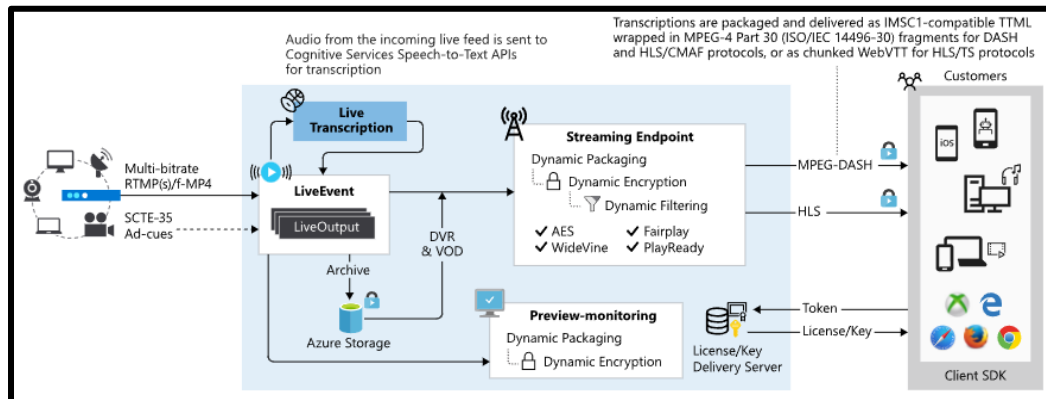 Transcriptions are packaged and delivered as IMSC1-compatible TTML
wrapped in MPEG-4 Part 30 (ISO/IEC 14496-30) fragments for DASH
and HLS/CMAF protocols, or as chunked WebVTT for HLS/TS protocols
Audio from the incoming live feed is sent to
Cognitive Services Speech-to-Text APIs
for transcription
Customers
Live
Transcription
Multi-bitrate
RTMP(s)/f-MP4
SCTE-35
Ad-cues
LiveEvent
LiveOutput
Archive
Azure Storage
DVR
& VOD
Streaming Endpoint
Dynamic Packaging
Dynamic Encryption
Dynamic Filtering
AES
Fairplay
WideVine
PlayReady
Preview-monitoring
Dynamic Packaging
Dynamic Encryption
MPEG-DASH
HLS
Token
License/Key
License/Key
Delivery Server
iOS
Client SDK